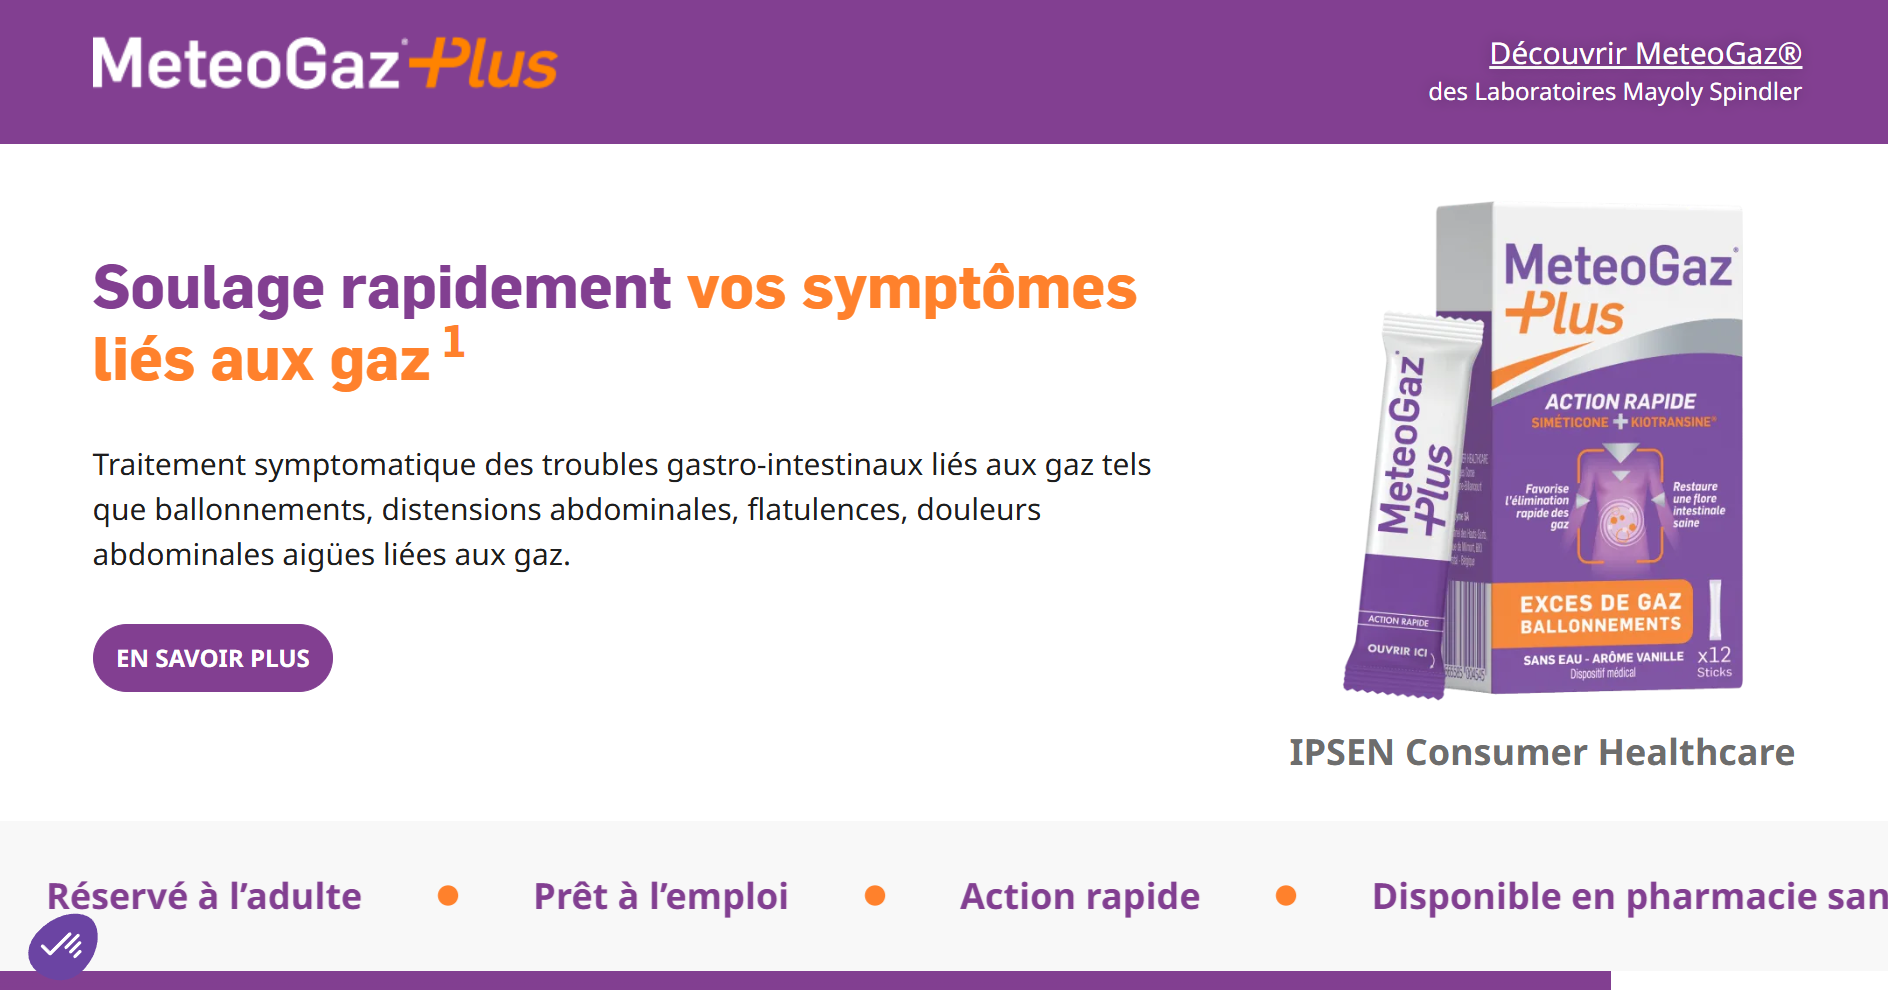 MeteoGaz® Plus
Découvrir MeteoGaz®
des Laboratoires Mayoly Spindler
Soulage rapidement vos symptômes
liés aux gaz 1
Traitement symptomatique des troubles gastro-intestinaux liés aux gaz tels
que ballonnements, distensions abdominales, flatulences, douleurs
abdominales aigües liées aux gaz.
EN SAVOIR PLUS
MeteoGaz®
Plus
ACTION RAPIDE
SIMÉTICONE + KIOTRANSINE®
Favorise
l'élimination
rapide des
gaz
Restaure
une flore
intestinale
saine
EXCES DE GAZ
BALLONNEMENTS
SANS EAU - ARÔME VANILLE
Dispositif médical
x12
Sticks
MeteoGaz®
Plus
ACTION RAPIDE
OUVRIR ICI
IPSEN Consumer Healthcare
Réservé à l’adulte • Prêt à l’emploi • Action rapide • Disponible en pharmacie san